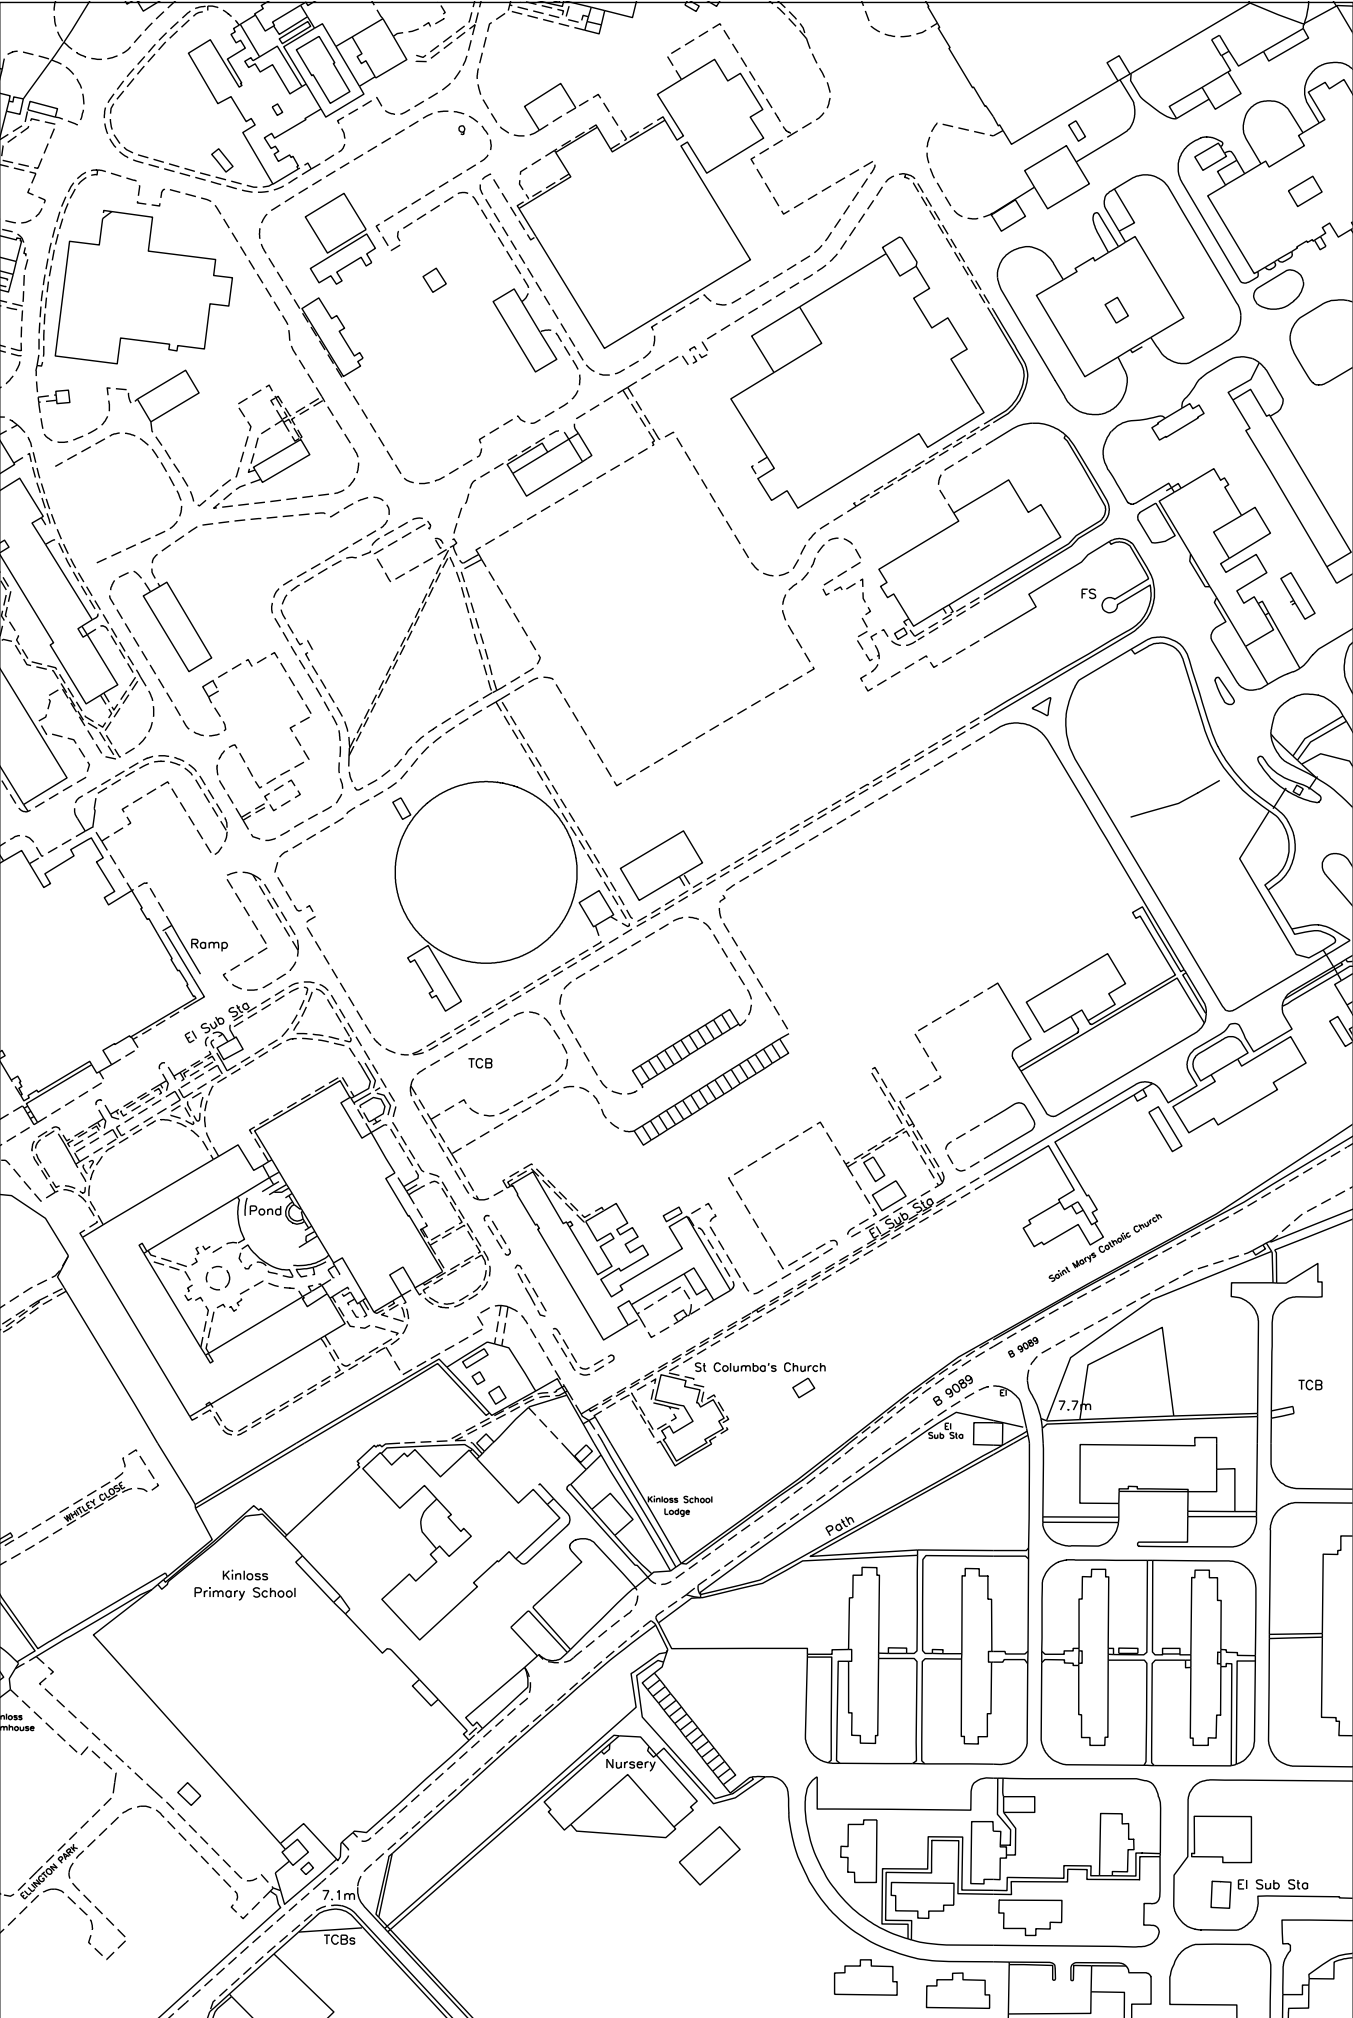 g
FS
Ramp
El Sub Sta
TCB
Pond
El Sub Sta
Saint Marys Catholic Church
B 9089
St Columba's Church
B 9089
El
7.7m
TCB
El
Sub Sta
WHITLEY CLOSE
Kinloss School
Lodge
Path
Kinloss
Primary School
nloss
mhouse
Nursery
ELLINGTON PARK
7.1m
El Sub Sta
TCBs